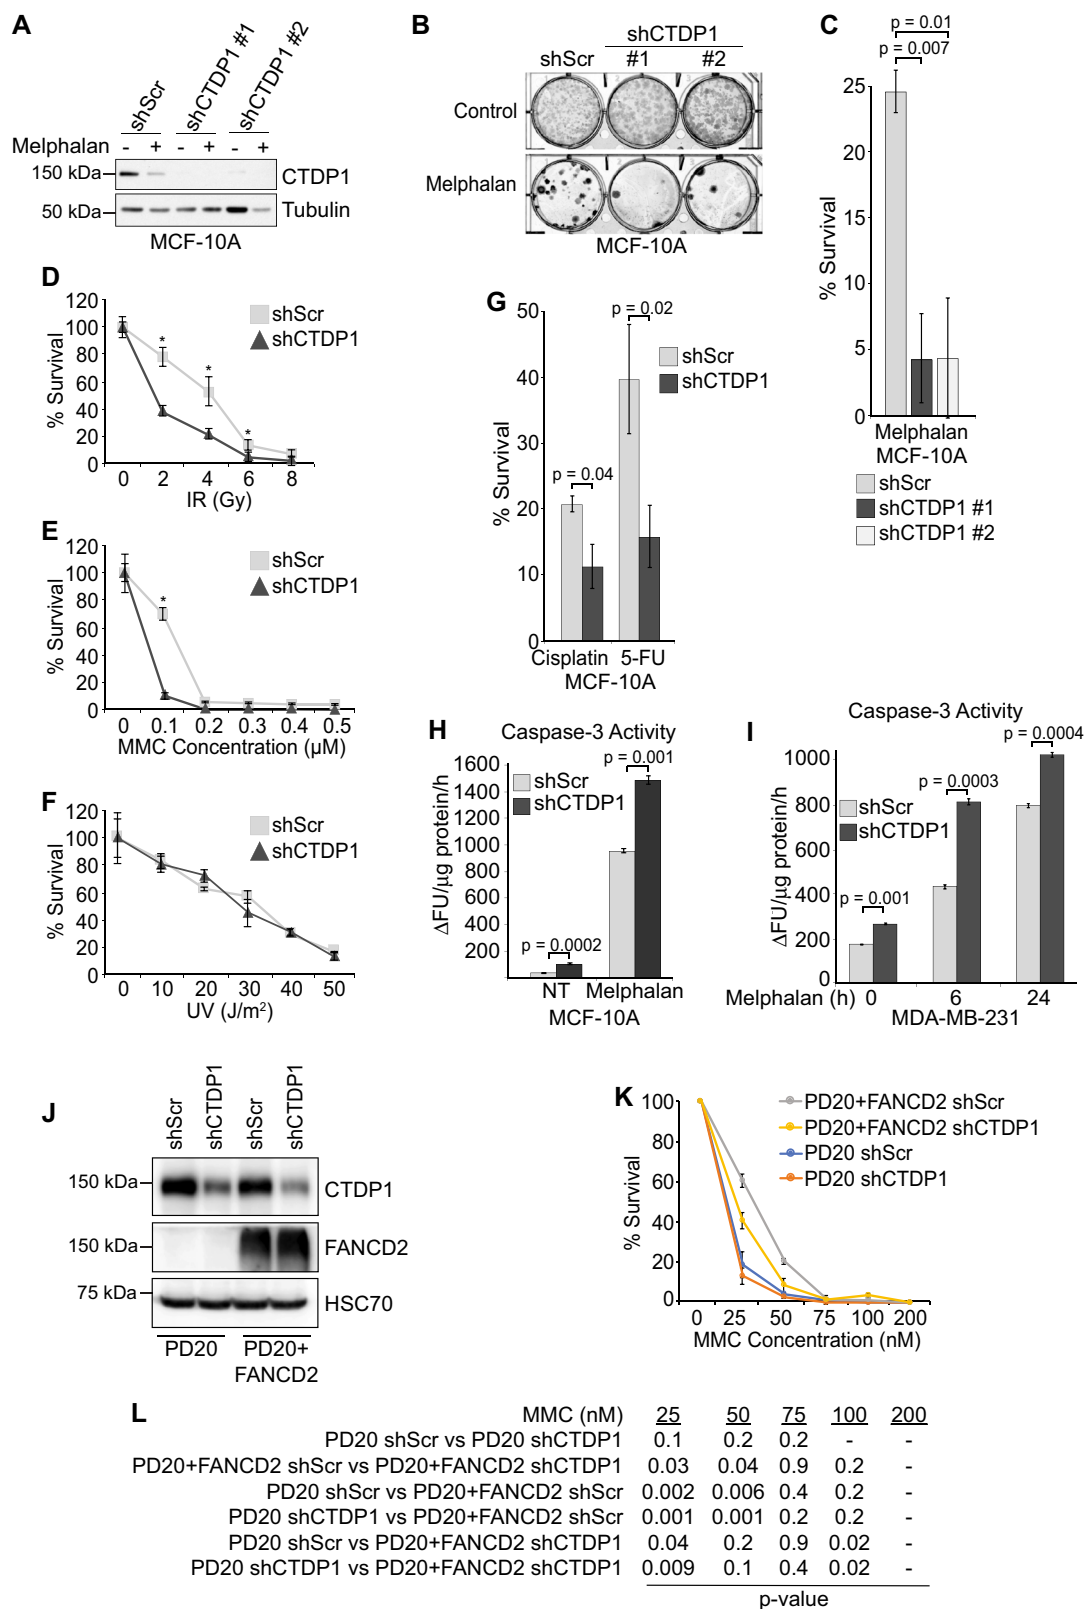 A
shScr
shCTDP1 #1
shCTDP1 #2
Melphalan - + - + - +
150 kDa
CTDP1
50 kDa
Tubulin
MCF-10A
B
shCTDP1
shScr #1 #2
Control
Melphalan
MCF-10A
C
p = 0.01
p = 0.007
% Survival
25
20
15
10
5
0
Melphalan
MCF-10A
shScr
shCTDP1 #1
shCTDP1 #2
D
% Survival
120
100
80
60
40
20
0
shScr
shCTDP1
* * *
0 2 4 6 8
IR (Gy)
E
% Survival
120
100
80
60
40
20
0
shScr
shCTDP1
*
0 0.1 0.2 0.3 0.4 0.5
MMC Concentration (µM)
F
% Survival
120
100
80
60
40
20
0
shScr
shCTDP1
0 10 20 30 40 50
UV (J/m²)
G
% Survival
50
40
30
20
10
0
p = 0.02
p = 0.04
shScr
shCTDP1
Cisplatin 5-FU
MCF-10A
H
Caspase-3 Activity
ΔFU/µg protein/h
1600
1400
1200
1000
800
600
400
200
p = 0.001
p = 0.0002
shScr
shCTDP1
NT Melphalan
MCF-10A
I
Caspase-3 Activity
ΔFU/µg protein/h
1000
800
600
400
200
0
p = 0.0004
p = 0.0003
p = 0.001
shScr
shCTDP1
Melphalan (h) 0 6 24
MDA-MB-231
J
shScr
shCTDP1
shScr
shCTDP1
150 kDa
CTDP1
150 kDa
FANCD2
75 kDa
HSC70
PD20 PD20+
FANCD2
K
% Survival
100
80
60
40
20
0
PD20+FANCD2 shScr
PD20+FANCD2 shCTDP1
PD20 shScr
PD20 shCTDP1
0 25 50 75 100 200
MMC Concentration (nM)
L
MMC (nM) 25 50 75 100 200
PD20 shScr vs PD20 shCTDP1 0.1 0.2 0.2 - -
PD20+FANCD2 shScr vs PD20+FANCD2 shCTDP1 0.03 0.04 0.9 0.2 -
PD20 shScr vs PD20+FANCD2 shScr 0.002 0.006 0.4 0.2 -
PD20 shCTDP1 vs PD20+FANCD2 shScr 0.001 0.001 0.2 0.2 -
PD20 shScr vs PD20+FANCD2 shCTDP1 0.04 0.2 0.9 0.02 -
PD20 shCTDP1 vs PD20+FANCD2 shCTDP1 0.009 0.1 0.4 0.02 -
p-value